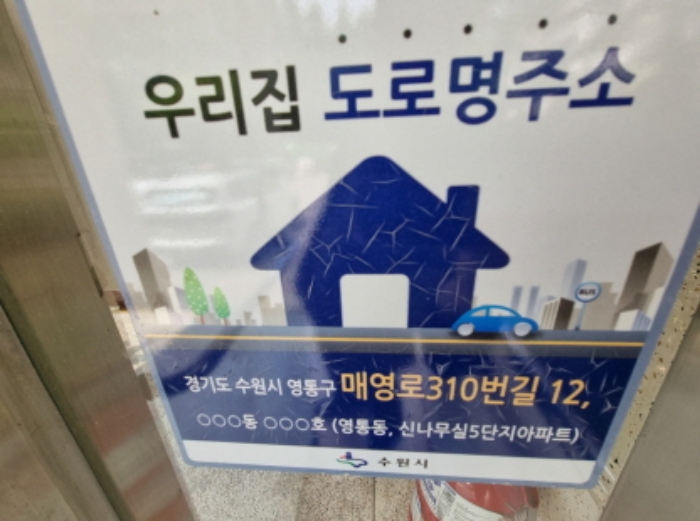 우리집 도로명주소
BUS
경기도 수원시 영통구 매영로310번길 12,
○○○동 ○○○호 (영통동, 신나무실5단지아파트)
수원시